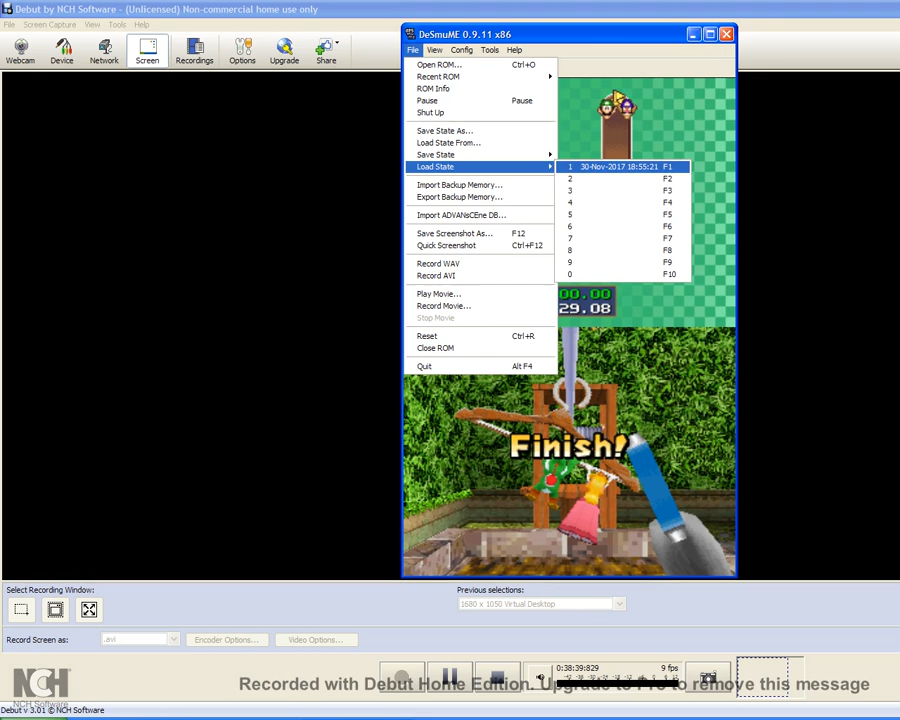 Debut by NCH Software - (Unlicensed) Non-commercial home use only
File Screen Capture View Tools Help
Webcam Device Network Screen Recordings Options Upgrade Share
DeSmuME 0.9.11 x86
File View Config Tools Help
Open ROM... Ctrl+O
Recent ROM
ROM Info
Pause Pause
Shut Up
Save State As...
Load State From...
Save State
Load State
Import Backup Memory...
Export Backup Memory...
Import ADVANsCEne DB...
Save Screenshot As... F12
Quick Screenshot Ctrl+F12
Record WAV
Record AVI
Play Movie...
Record Movie...
Stop Movie
Reset Ctrl+R
Close ROM
Quit Alt F4
1 30-Nov-2017 18:55:21 F1
2 F2
3 F3
4 F4
5 F5
6 F6
7 F7
8 F8
9 F9
0 F10
00.00
29.08
Finish!
Select Recording Window:
Previous selections:
1680 x 1050 Virtual Desktop
Record Screen as: .avi Encoder Options... Video Options...
0:38:39:829 9 fps
NCH
NCH Software
Recorded with Debut Home Edition. Upgrade to Pro to remove this message
Debut v 3.01 © NCH Software